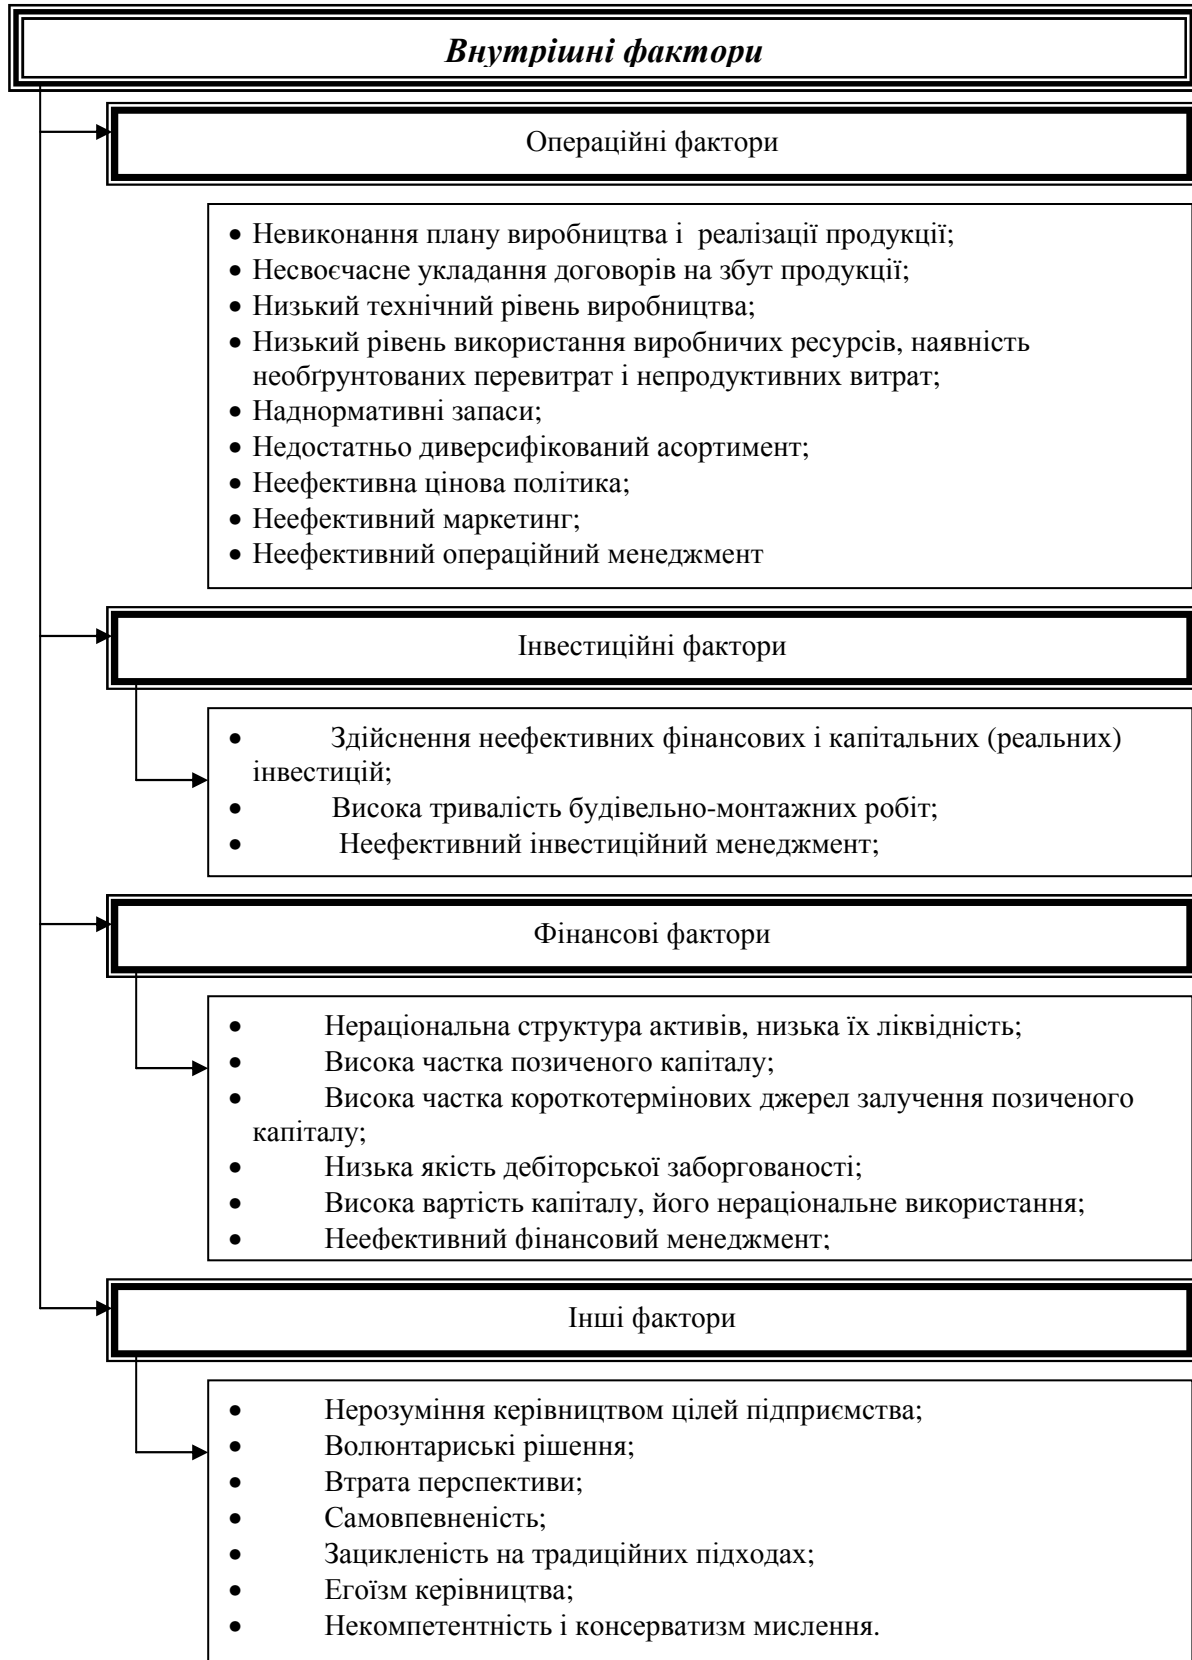 Внутрішні фактори
Операційні фактори
• Невиконання плану виробництва і реалізації продукції;
• Несвоєчасне укладання договорів на збут продукції;
• Низький технічний рівень виробництва;
• Низький рівень використання виробничих ресурсів, наявність
необґрунтованих перевитрат і непродуктивних витрат;
• Наднормативні запаси;
• Недостатньо диверсифікований асортимент;
• Неефективна цінова політика;
• Неефективний маркетинг;
• Неефективний операційний менеджмент
Інвестиційні фактори
• Здійснення неефективних фінансових і капітальних (реальних)
інвестицій;
• Висока тривалість будівельно-монтажних робіт;
• Неефективний інвестиційний менеджмент;
Фінансові фактори
• Нераціональна структура активів, низька їх ліквідність;
• Висока частка позиченого капіталу;
• Висока частка короткотермінових джерел залучення позиченого
капіталу;
• Низька якість дебіторської заборгованості;
• Висока вартість капіталу, його нераціональне використання;
• Неефективний фінансовий менеджмент;
Інші фактори
• Нерозуміння керівництвом цілей підприємства;
• Волюнтариські рішення;
• Втрата перспективи;
• Самовпевненість;
• Зацикленість на традиційних підходах;
• Егоїзм керівництва;
• Некомпетентність і консерватизм мислення.